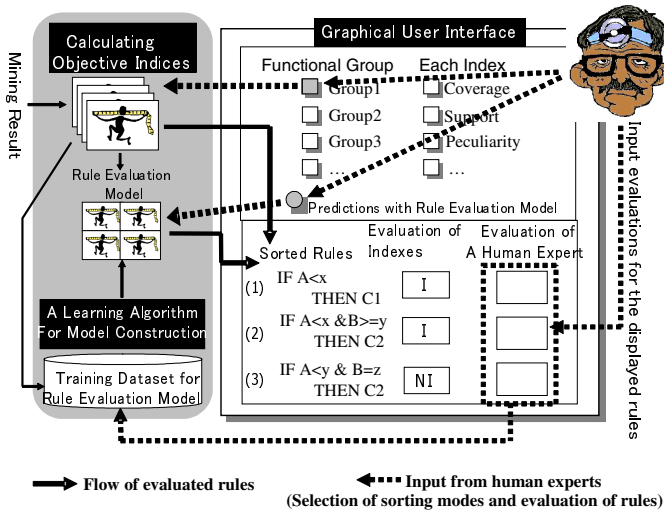 Graphical User Interface
Calculating
Objective Indices
Mining Result
Functional Group
Each Index
Group1
Coverage
Group2
Support
Group3
Peculiarity
...
...
Rule Evaluation
Model
Predictions with Rule Evaluation Model
Sorted Rules
Evaluation of
Indexes
Evaluation of
A Human Expert
(1) IF A<x
THEN C1
I
(2) IF A<x &B>=y
THEN C2
I
(3) IF A<y & B=z
THEN C2
NI
A Learning Algorithm
For Model Construction
Training Dataset for
Rule Evaluation Model
Input evaluations for the displayed rules
Flow of evaluated rules
Input from human experts
(Selection of sorting modes and evaluation of rules)